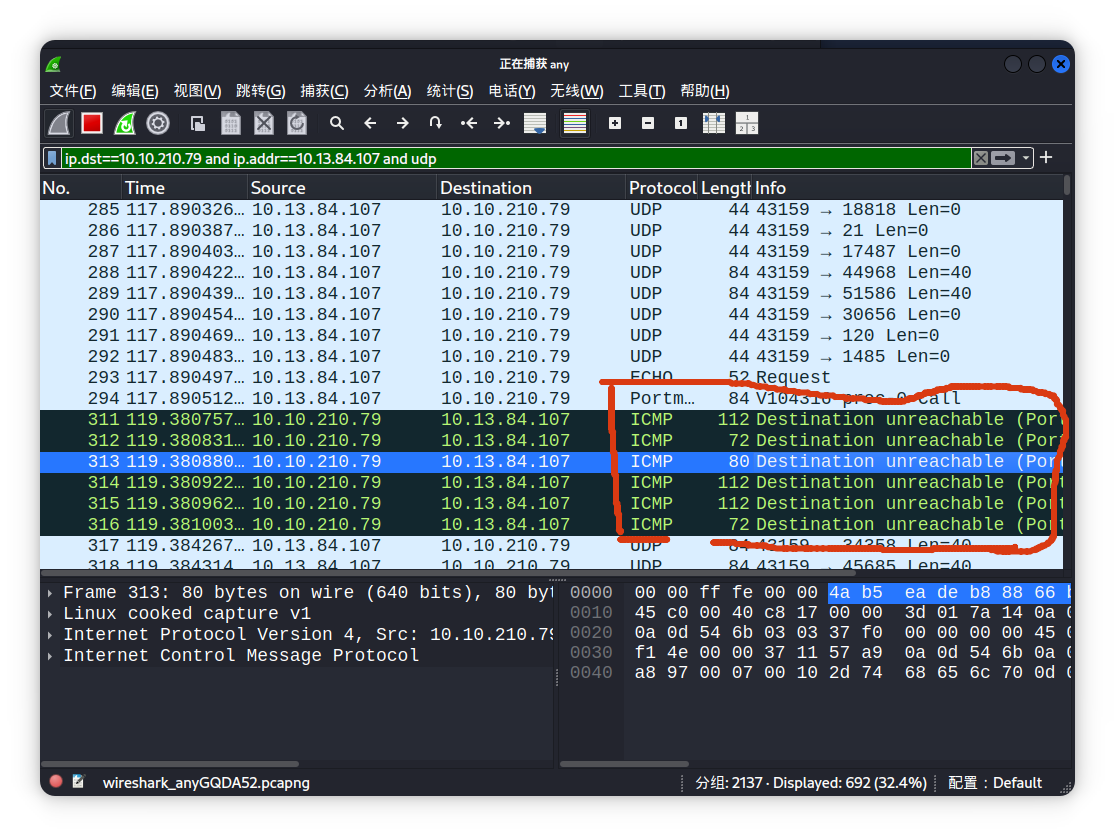 正在捕获 any
文件(F) 编辑(E) 视图(V) 跳转(G) 捕获(C) 分析(A) 统计(S) 电话(Y) 无线(W) 工具(T) 帮助(H)
ip.dst==10.10.210.79 and ip.addr==10.13.84.107 and udp
No. Time Source Destination Protocol Length Info
285 117.890326… 10.13.84.107 10.10.210.79 UDP 44 43159 → 18818 Len=0
286 117.890387… 10.13.84.107 10.10.210.79 UDP 44 43159 → 21 Len=0
287 117.890403… 10.13.84.107 10.10.210.79 UDP 44 43159 → 17487 Len=0
288 117.890422… 10.13.84.107 10.10.210.79 UDP 84 43159 → 44968 Len=40
289 117.890439… 10.13.84.107 10.10.210.79 UDP 84 43159 → 51586 Len=40
290 117.890454… 10.13.84.107 10.10.210.79 UDP 44 43159 → 30656 Len=0
291 117.890469… 10.13.84.107 10.10.210.79 UDP 44 43159 → 120 Len=0
292 117.890483… 10.13.84.107 10.10.210.79 UDP 44 43159 → 1485 Len=0
293 117.890497… 10.13.84.107 10.10.210.79 ECHO 52 Request
294 117.890512… 10.13.84.107 10.10.210.79 Portm… 84 V104316 proc-0 Call
311 119.380757… 10.10.210.79 10.13.84.107 ICMP 112 Destination unreachable (Port
312 119.380831… 10.10.210.79 10.13.84.107 ICMP 72 Destination unreachable (Port
313 119.380880… 10.10.210.79 10.13.84.107 ICMP 80 Destination unreachable (Port
314 119.380922… 10.10.210.79 10.13.84.107 ICMP 112 Destination unreachable (Port
315 119.380962… 10.10.210.79 10.13.84.107 ICMP 112 Destination unreachable (Port
316 119.381003… 10.10.210.79 10.13.84.107 ICMP 72 Destination unreachable (Port
317 119.384267… 10.13.84.107 10.10.210.79 UDP 84 43159 → 34358 Len=40
318 119.384314… 10.13.84.107 10.10.210.79 UDP 84 43159 → 45685 Len=40
Frame 313: 80 bytes on wire (640 bits), 80 byt
Linux cooked capture v1
Internet Protocol Version 4, Src: 10.10.210.79
Internet Control Message Protocol
0000 00 00 ff fe 00 00 4a b5 ea de b8 88 66
0010 45 c0 00 40 c8 17 00 00 3d 01 7a 14 0a
0020 0a 0d 54 6b 03 03 37 f0 00 00 00 00 45
0030 f1 4e 00 00 37 11 57 a9 0a 0d 54 6b 0a
0040 a8 97 00 07 00 10 2d 74 68 65 6c 70 0d
wireshark_anyGQDA52.pcapng
分组: 2137 · Displayed: 692 (32.4%)
配置：Default